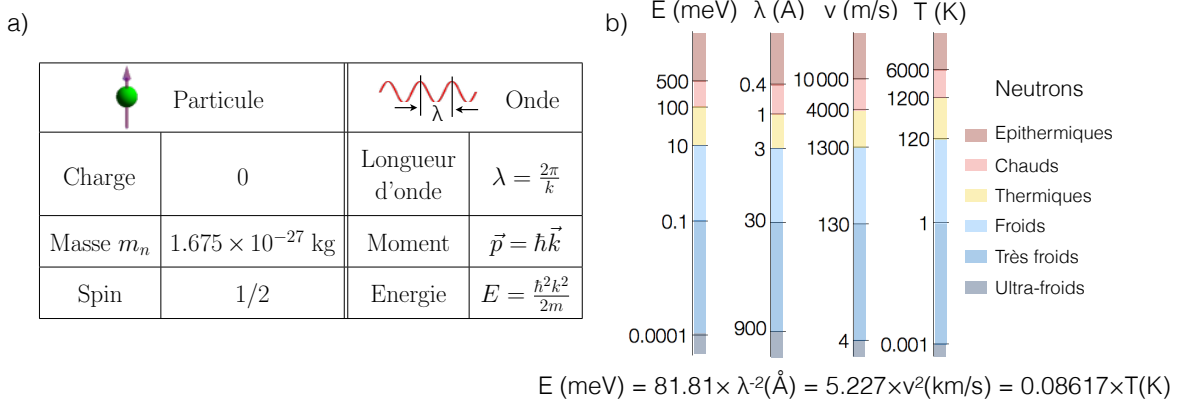 a)
Particule
λ
Onde
Charge
0
Longueur
d'onde
λ = 2π/k
Masse mₙ
1.675 × 10⁻²⁷ kg
Moment
p⃗ = ħk⃗
Spin
1/2
Energie
E = ħ²k²/2m
b)
E (meV) λ (A) v (m/s) T (K)
500
100
10
0.1
0.0001
0.4
1
3
30
900
10 000
4000
1300
130
4
6000
1200
120
1
0.001
Neutrons
Epithermiques
Chauds
Thermiques
Froids
Très froids
Ultra-froids
E (meV) = 81.81× λ⁻²(Å) = 5.227×v²(km/s) = 0.08617×T(K)